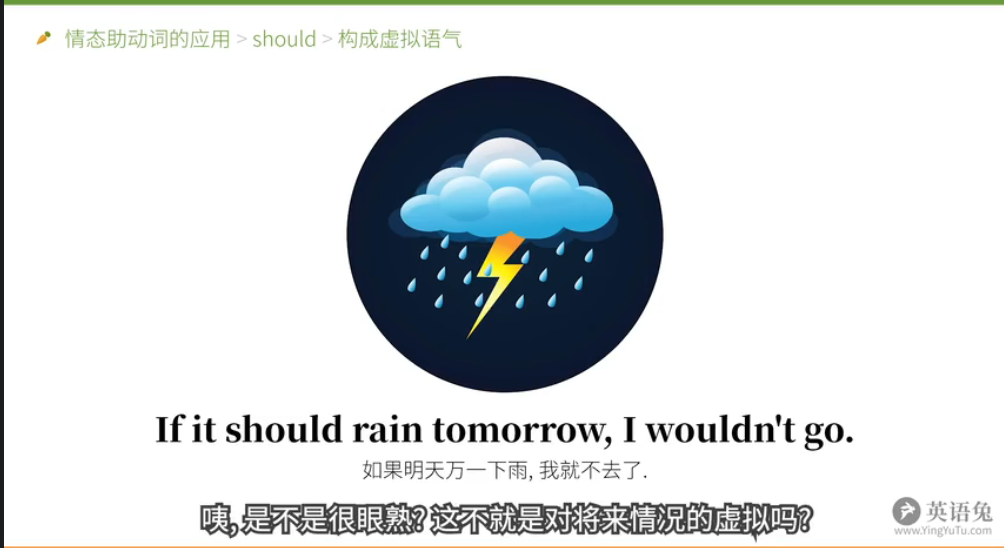 情态助动词的应用 > should > 构成虚拟语气
If it should rain tomorrow, I wouldn't go.
如果明天万一下雨, 我就不去了.
咦, 是不是很眼熟? 这不就是对将来情况的虚拟吗?
英语兔
www.YingYuTu.com